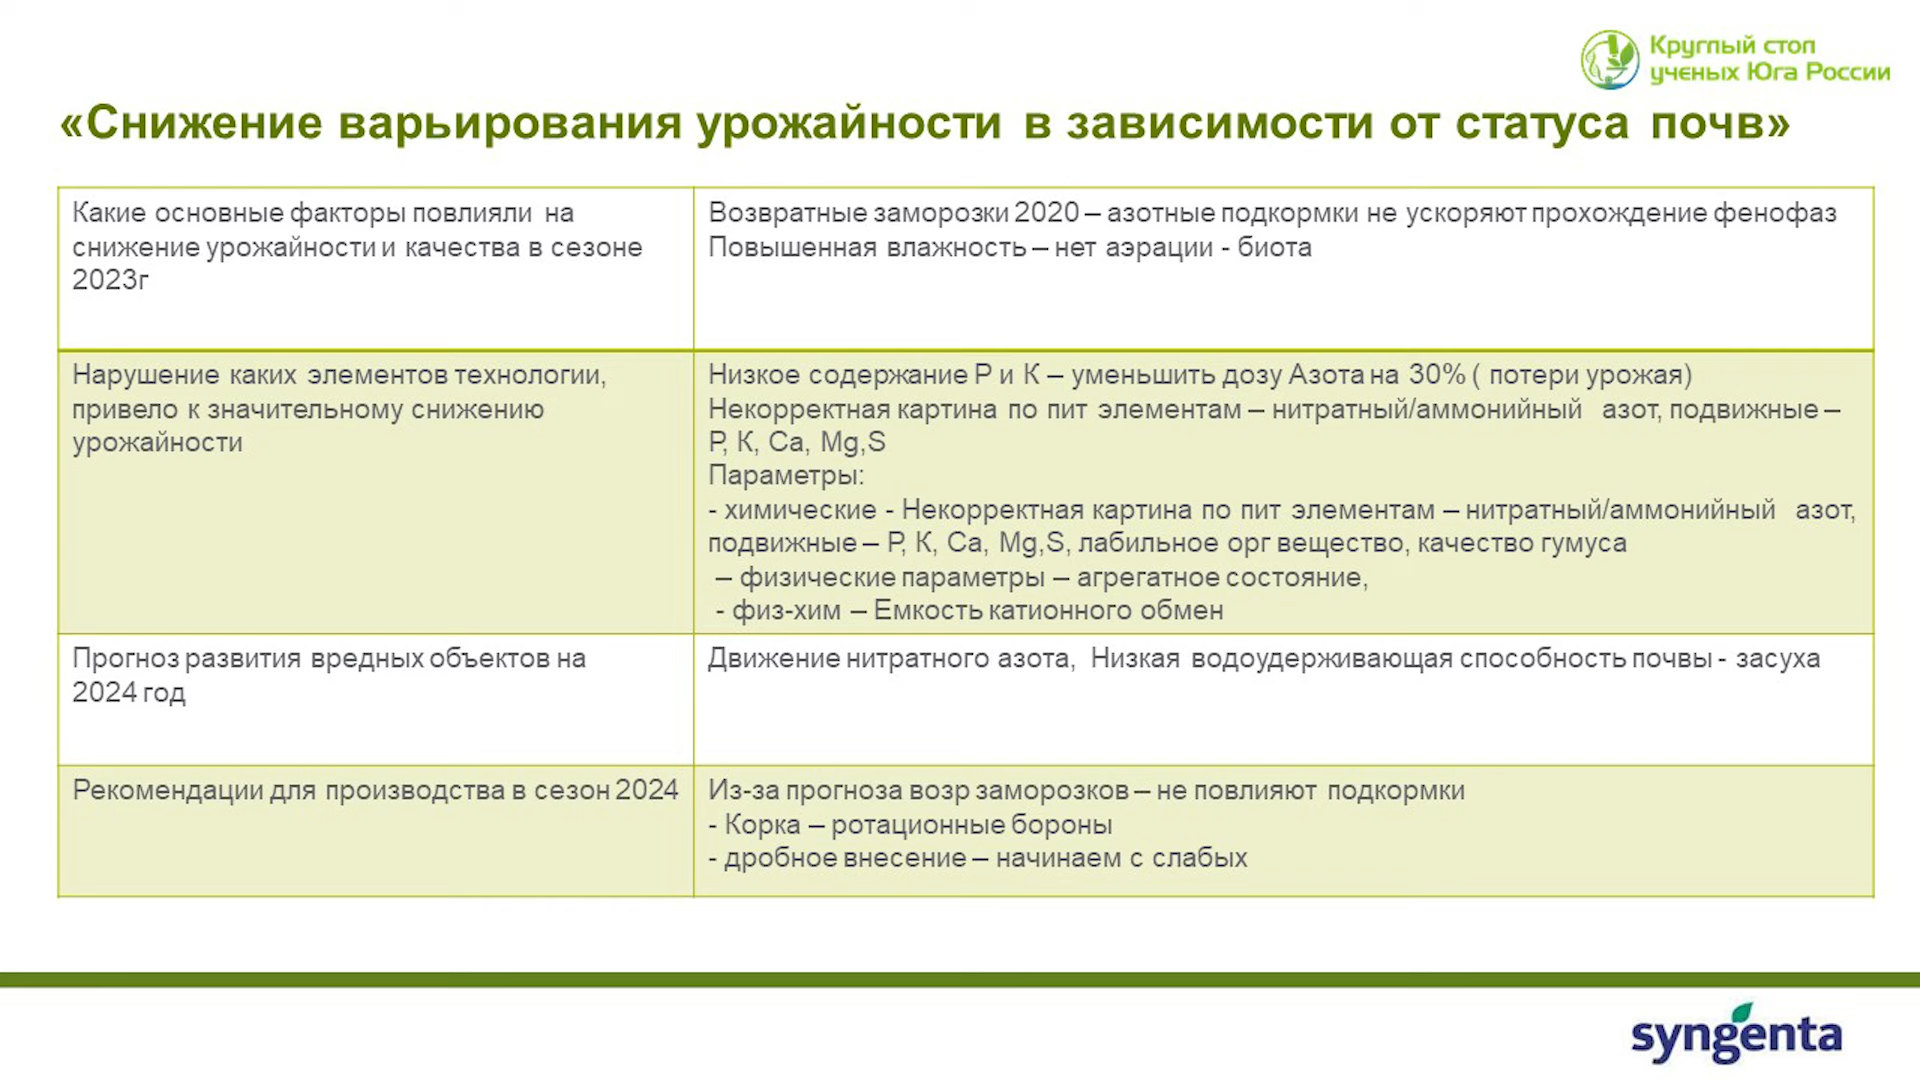 Круглый стол
ученых Юга России
«Снижение варьирования урожайности в зависимости от статуса почв»
Какие основные факторы повлияли на
снижение урожайности и качества в сезоне
2023г
Возвратные заморозки 2020 – азотные подкормки не ускоряют прохождение фенофаз
Повышенная влажность – нет аэрации - биота
Нарушение каких элементов технологии,
привело к значительному снижению
урожайности
Низкое содержание Р и К – уменьшить дозу Азота на 30% ( потери урожая)
Некорректная картина по пит элементам – нитратный/аммонийный азот, подвижные –
Р, К, Са, Mg,S
Параметры:
- химические - Некорректная картина по пит элементам – нитратный/аммонийный азот,
подвижные – Р, К, Са, Mg,S, лабильное орг вещество, качество гумуса
– физические параметры – агрегатное состояние,
- физ-хим – Емкость катионного обмен
Прогноз развития вредных объектов на
2024 год
Движение нитратного азота, Низкая водоудерживающая способность почвы - засуха
Рекомендации для производства в сезон 2024
Из-за прогноза возр заморозков – не повлияют подкормки
- Корка – ротационные бороны
- дробное внесение – начинаем с слабых
syngenta